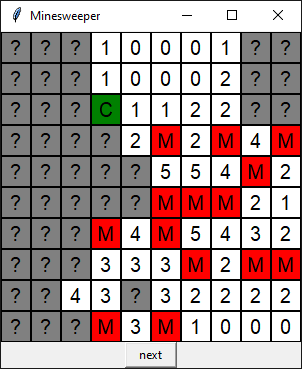 Minesweeper
? ? ? 1 0 0 0 1 ? ?
? ? ? 1 0 0 0 2 ? ?
? ? ? C 1 1 2 2 ? ?
? ? ? ? 2 M 2 M 4 M
? ? ? ? ? 5 5 4 M 2
? ? ? ? ? M M M 2 1
? ? ? M 4 M 5 4 3 2
? ? ? 3 3 3 M 2 M M
? ? 4 3 ? 3 2 2 2 2
? ? ? M 3 M 1 0 0 0
next